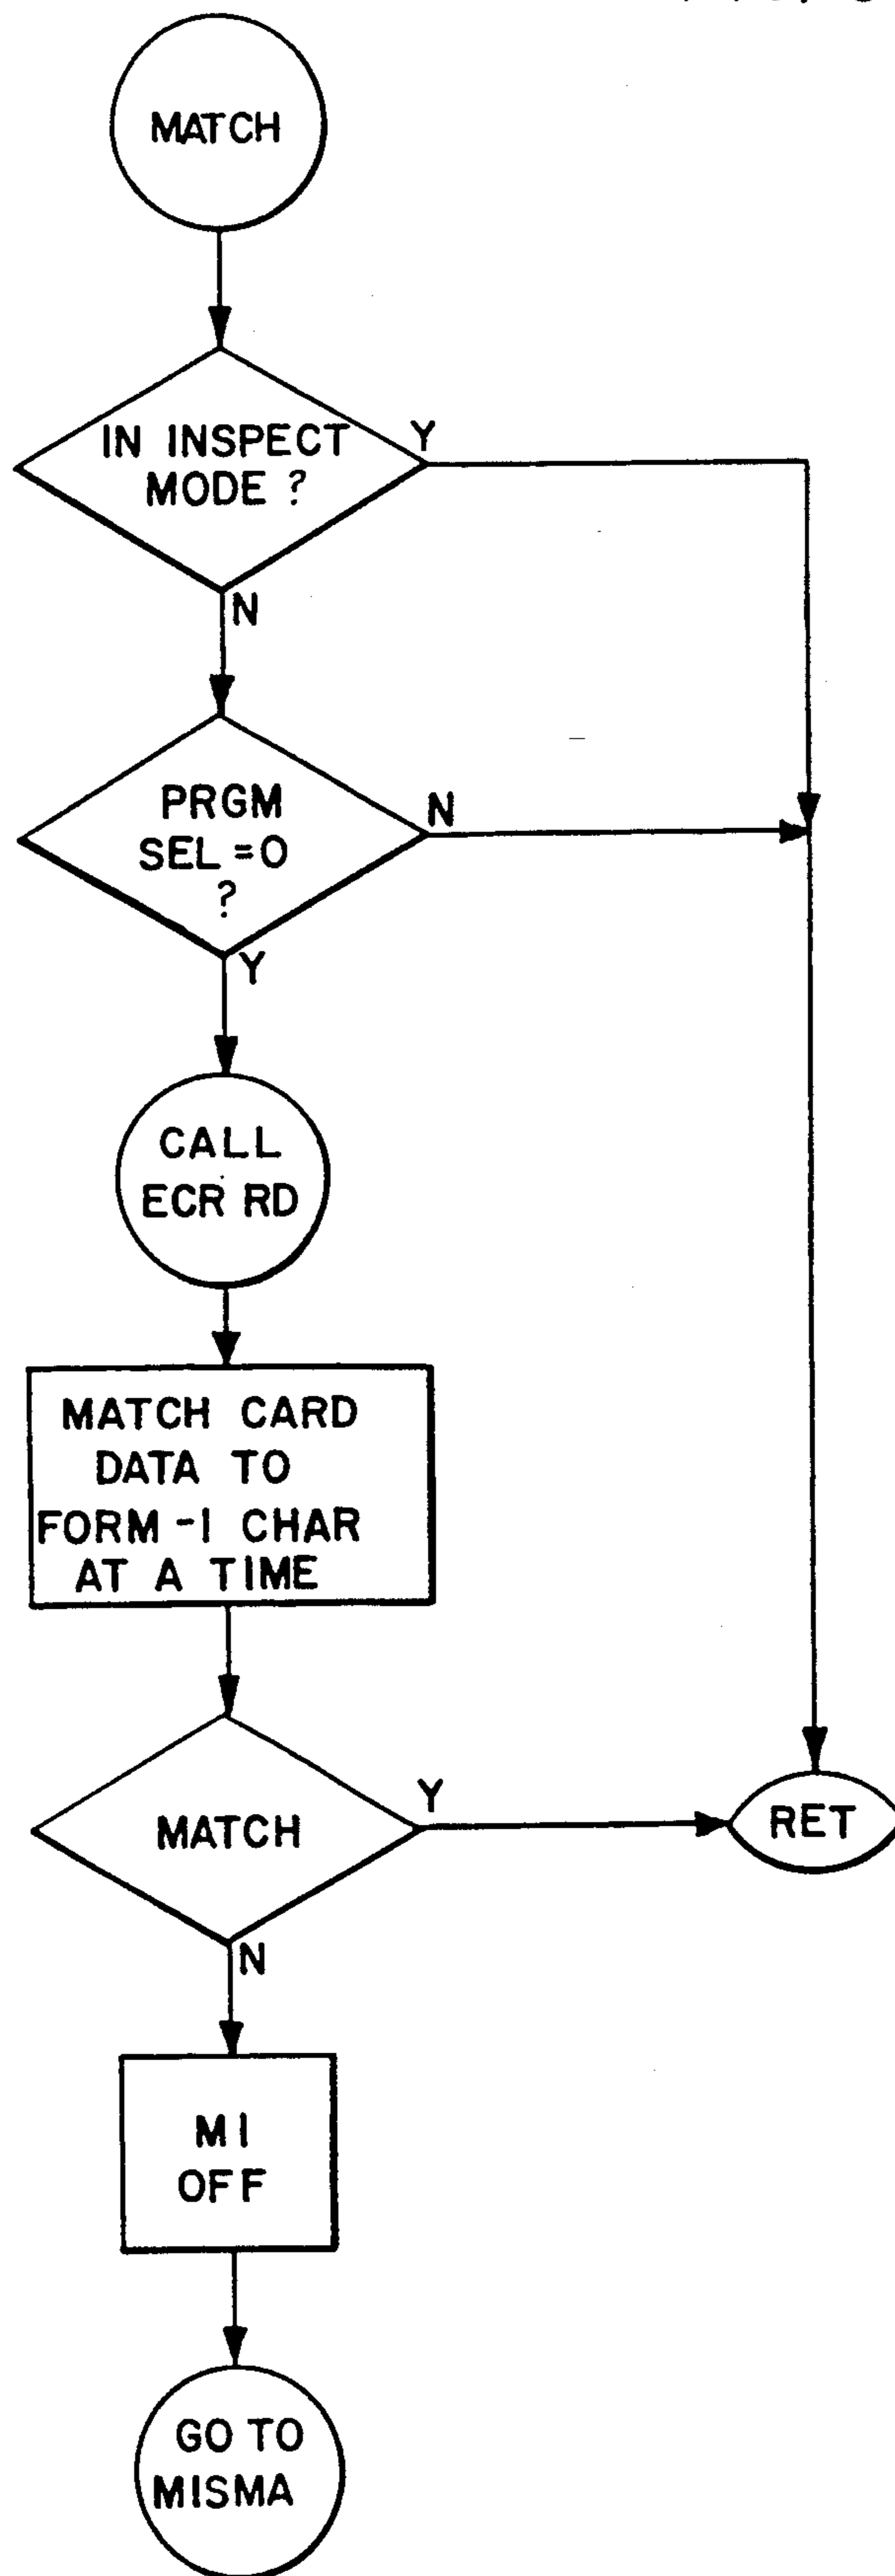 MATCH
IN INSPECT
MODE ?
Y
N
PRGM
SEL = 0
?
N
Y
CALL
ECR RD
MATCH CARD
DATA TO
FORM -1 CHAR
AT A TIME
MATCH
Y
RET
N
M1
OFF
GO TO
MISMA